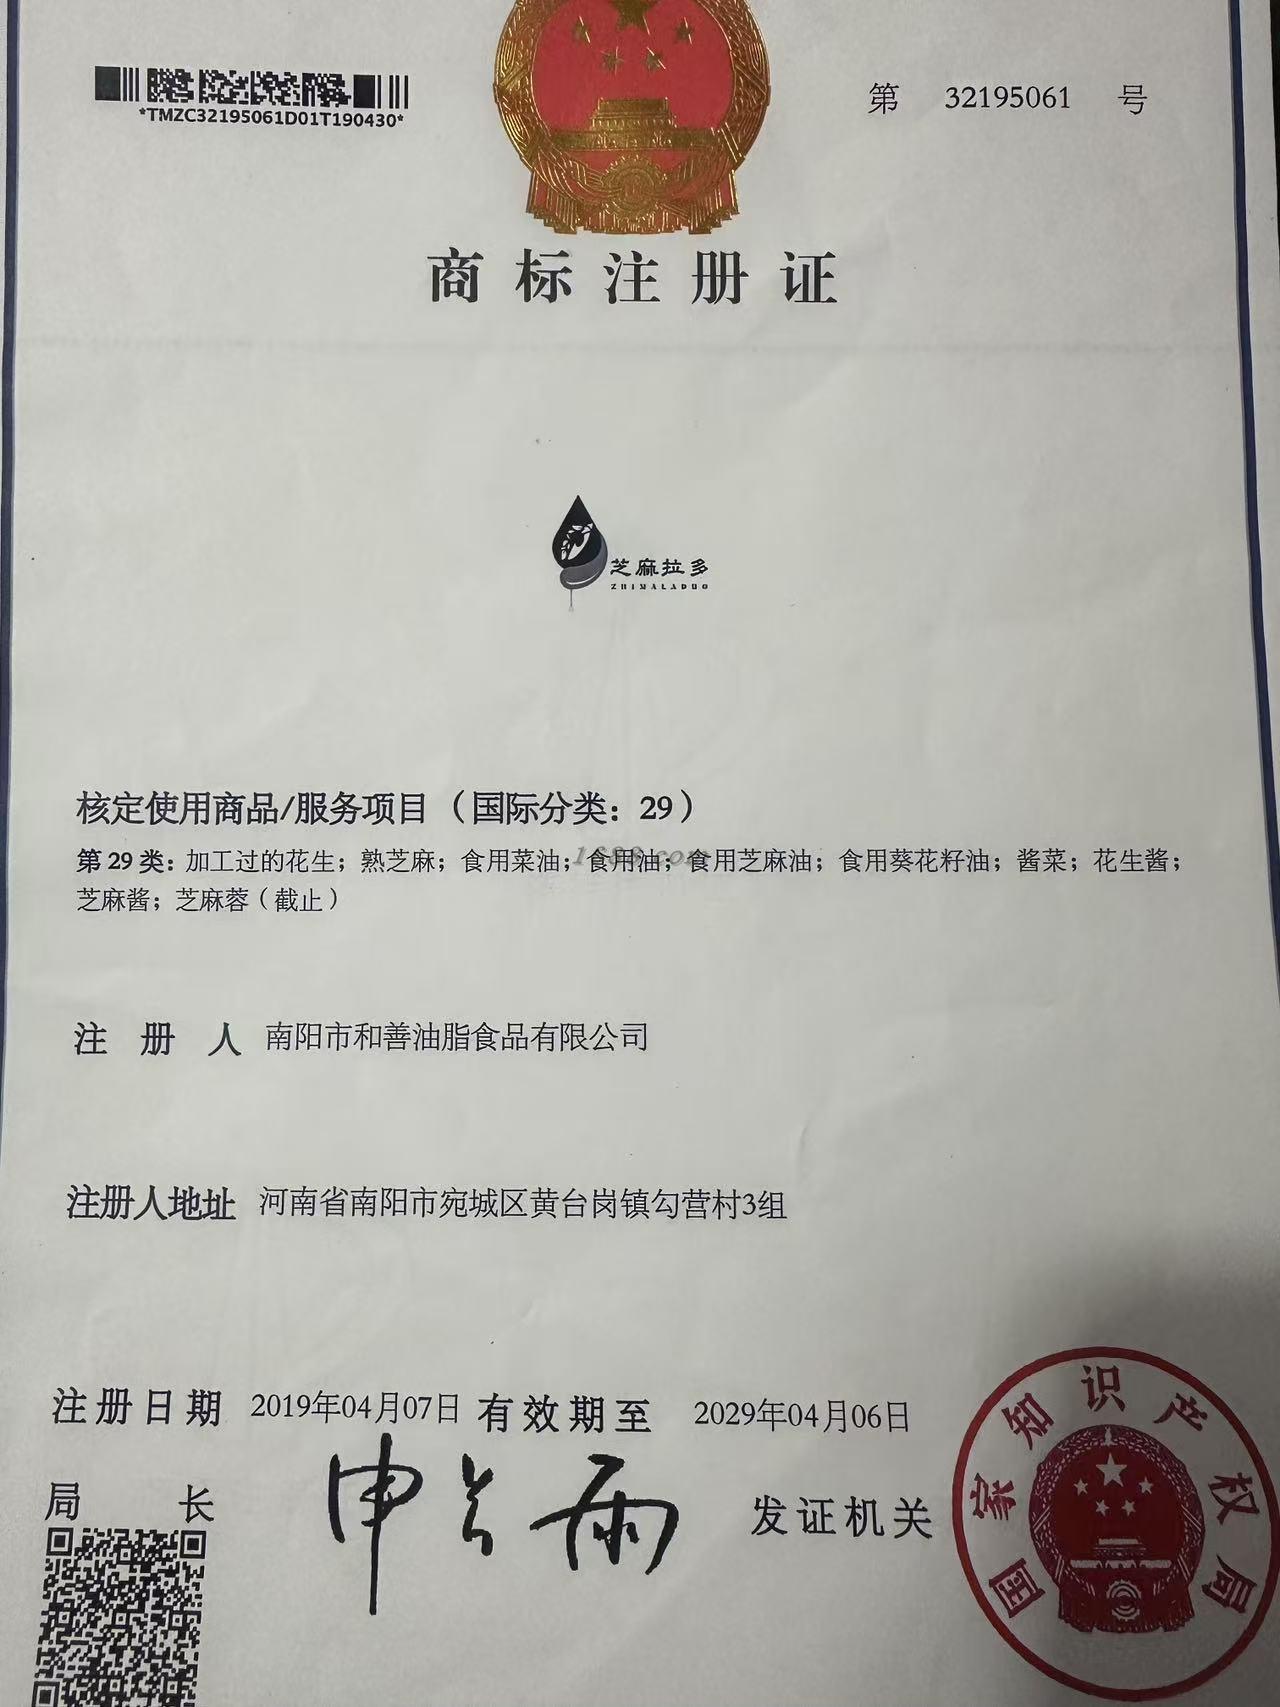 *TMZC32195061D01T190430*
第 32195061 号
商标注册证
芝麻拉多
ZHIMALADUO
核定使用商品/服务项目（国际分类：29）
第 29 类：加工过的花生；熟芝麻；食用菜油；食用油；食用芝麻油；食用葵花籽油；酱菜；花生酱；
1688.com
芝麻酱；芝麻蓉（截止）
注册人 南阳市和善油脂食品有限公司
注册人地址 河南省南阳市宛城区黄台岗镇勾营村3组
注册日期 2019年04月07日 有效期至 2029年04月06日
局长 申长雨 发证机关
国家知识产权局